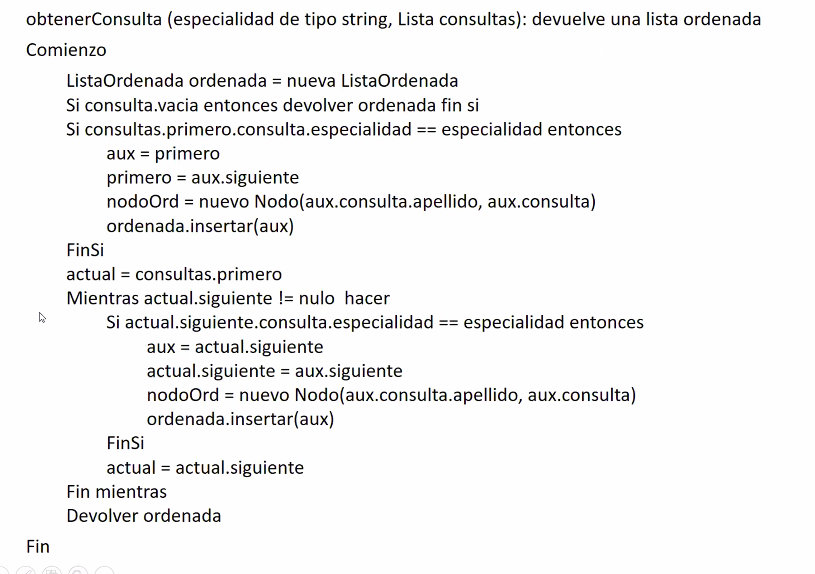 obtenerConsulta (especialidad de tipo string, Lista consultas): devuelve una lista ordenada
Comienzo
ListaOrdenada ordenada = nueva ListaOrdenada
Si consulta.vacia entonces devolver ordenada fin si
Si consultas.primero.consulta.especialidad == especialidad entonces
aux = primero
primero = aux.siguiente
nodoOrd = nuevo Nodo(aux.consulta.apellido, aux.consulta)
ordenada.insertar(aux)
FinSi
actual = consultas.primero
Mientras actual.siguiente != nulo  hacer
Si actual.siguiente.consulta.especialidad == especialidad entonces
aux = actual.siguiente
actual.siguiente = aux.siguiente
nodoOrd = nuevo Nodo(aux.consulta.apellido, aux.consulta)
ordenada.insertar(aux)
FinSi
actual = actual.siguiente
Fin mientras
Devolver ordenada
Fin